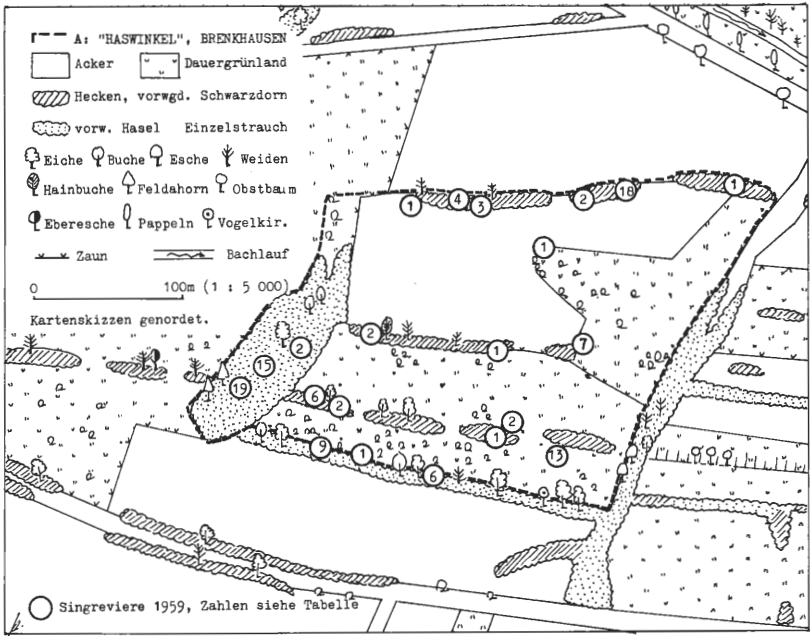 A: "HASWINKEL", BRENKHAUSEN
Acker Dauergrünland
Hecken, vorwgd. Schwarzdorn
vorw. Hasel Einzelstrauch
Eiche Buche Esche Weiden
Hainbuche Feldahorn Obstbaum
Eberesche Pappeln Vogelkir.
Zaun Bachlauf
0 100m (1 : 5 000)
Kartenskizzen genordet.
1 4 3 2 18 1
1
2 1 7
2
15
19
6 2
2
1
13
9 1 6
Singreviere 1959, Zahlen siehe Tabelle